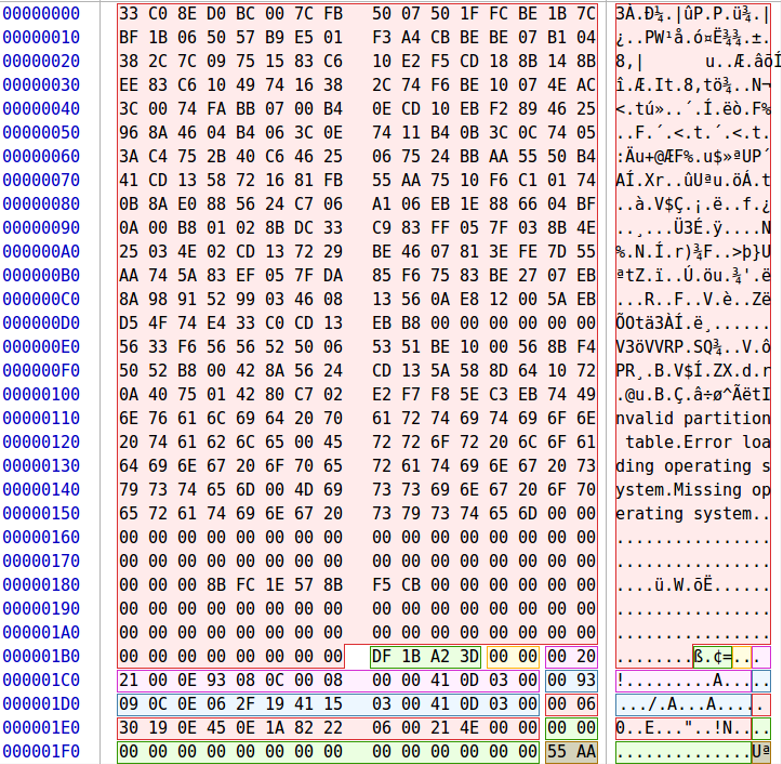 00000000 33 C0 8E D0 BC 00 7C FB 50 07 50 1F FC BE 1B 7C 3À.Ð¼.|ûP.P.ü¾.|
00000010 BF 1B 06 50 57 B9 E5 01 F3 A4 CB BE BE 07 B1 04 ¿..PW¹å.ó¤Ë¾¾.±.
00000020 38 2C 7C 09 75 15 83 C6 10 E2 F5 CD 18 8B 14 8B 8,| u..Æ.âõÍ
00000030 EE 83 C6 10 49 74 16 38 2C 74 F6 BE 10 07 4E AC î.Æ.It.8,tö¾..N¬
00000040 3C 00 74 FA BB 07 00 B4 0E CD 10 EB F2 89 46 25 <.tú»..´.Í.ëò.F%
00000050 96 8A 46 04 B4 06 3C 0E 74 11 B4 0B 3C 0C 74 05 ..F.´.<.t.´.<.t.
00000060 3A C4 75 2B 40 C6 46 25 06 75 24 BB AA 55 50 B4 :Äu+@ÆF%.u$»ªUP´
00000070 41 CD 13 58 72 16 81 FB 55 AA 75 10 F6 C1 01 74 AÍ.Xr..ûUªu.öÁ.t
00000080 0B 8A E0 88 56 24 C7 06 A1 06 EB 1E 88 66 04 BF ..à.V$Ç.¡.ë..f.¿
00000090 0A 00 B8 01 02 8B DC 33 C9 83 FF 05 7F 03 8B 4E ..¸...Ü3É.ÿ....N
000000A0 25 03 4E 02 CD 13 72 29 BE 46 07 81 3E FE 7D 55 %.N.Í.r)¾F..>þ}U
000000B0 AA 74 5A 83 EF 05 7F DA 85 F6 75 83 BE 27 07 EB ªtZ.ï..Ú.öu.¾'.ë
000000C0 8A 98 91 52 99 03 46 08 13 56 0A E8 12 00 5A EB ...R..F..V.è..Zë
000000D0 D5 4F 74 E4 33 C0 CD 13 EB B8 00 00 00 00 00 00 ÕOtä3ÀÍ.ë¸......
000000E0 56 33 F6 56 56 52 50 06 53 51 BE 10 00 56 8B F4 V3öVVRP.SQ¾..V.ô
000000F0 50 52 B8 00 42 8A 56 24 CD 13 5A 58 8D 64 10 72 PR¸.B.V$Í.ZX.d.r
00000100 0A 40 75 01 42 80 C7 02 E2 F7 F8 5E C3 EB 74 49 .@u.B.Ç.â÷ø^ÃëtI
00000110 6E 76 61 6C 69 64 20 70 61 72 74 69 74 69 6F 6E nvalid partition
00000120 20 74 61 62 6C 65 00 45 72 72 6F 72 20 6C 6F 61 table.Error loa
00000130 64 69 6E 67 20 6F 70 65 72 61 74 69 6E 67 20 73 ding operating s
00000140 79 73 74 65 6D 00 4D 69 73 73 69 6E 67 20 6F 70 ystem.Missing op
00000150 65 72 61 74 69 6E 67 20 73 79 73 74 65 6D 00 00 erating system..
00000160 00 00 00 00 00 00 00 00 00 00 00 00 00 00 00 00 ................
00000170 00 00 00 00 00 00 00 00 00 00 00 00 00 00 00 00 ................
00000180 00 00 00 8B FC 1E 57 8B F5 CB 00 00 00 00 00 00 ....ü.W.õË......
00000190 00 00 00 00 00 00 00 00 00 00 00 00 00 00 00 00 ................
000001A0 00 00 00 00 00 00 00 00 00 00 00 00 00 00 00 00 ................
000001B0 00 00 00 00 00 00 00 00 DF 1B A2 3D 00 00 00 20 ........ß.¢=...
000001C0 21 00 0E 93 08 0C 00 08 00 00 41 0D 03 00 00 93 !.........A.....
000001D0 09 0C 0E 06 2F 19 41 15 03 00 41 0D 03 00 00 06 .../.A...A......
000001E0 30 19 0E 45 0E 1A 82 22 06 00 21 4E 00 00 00 00 0..E..."..!N....
000001F0 00 00 00 00 00 00 00 00 00 00 00 00 00 00 55 AA ..............Uª